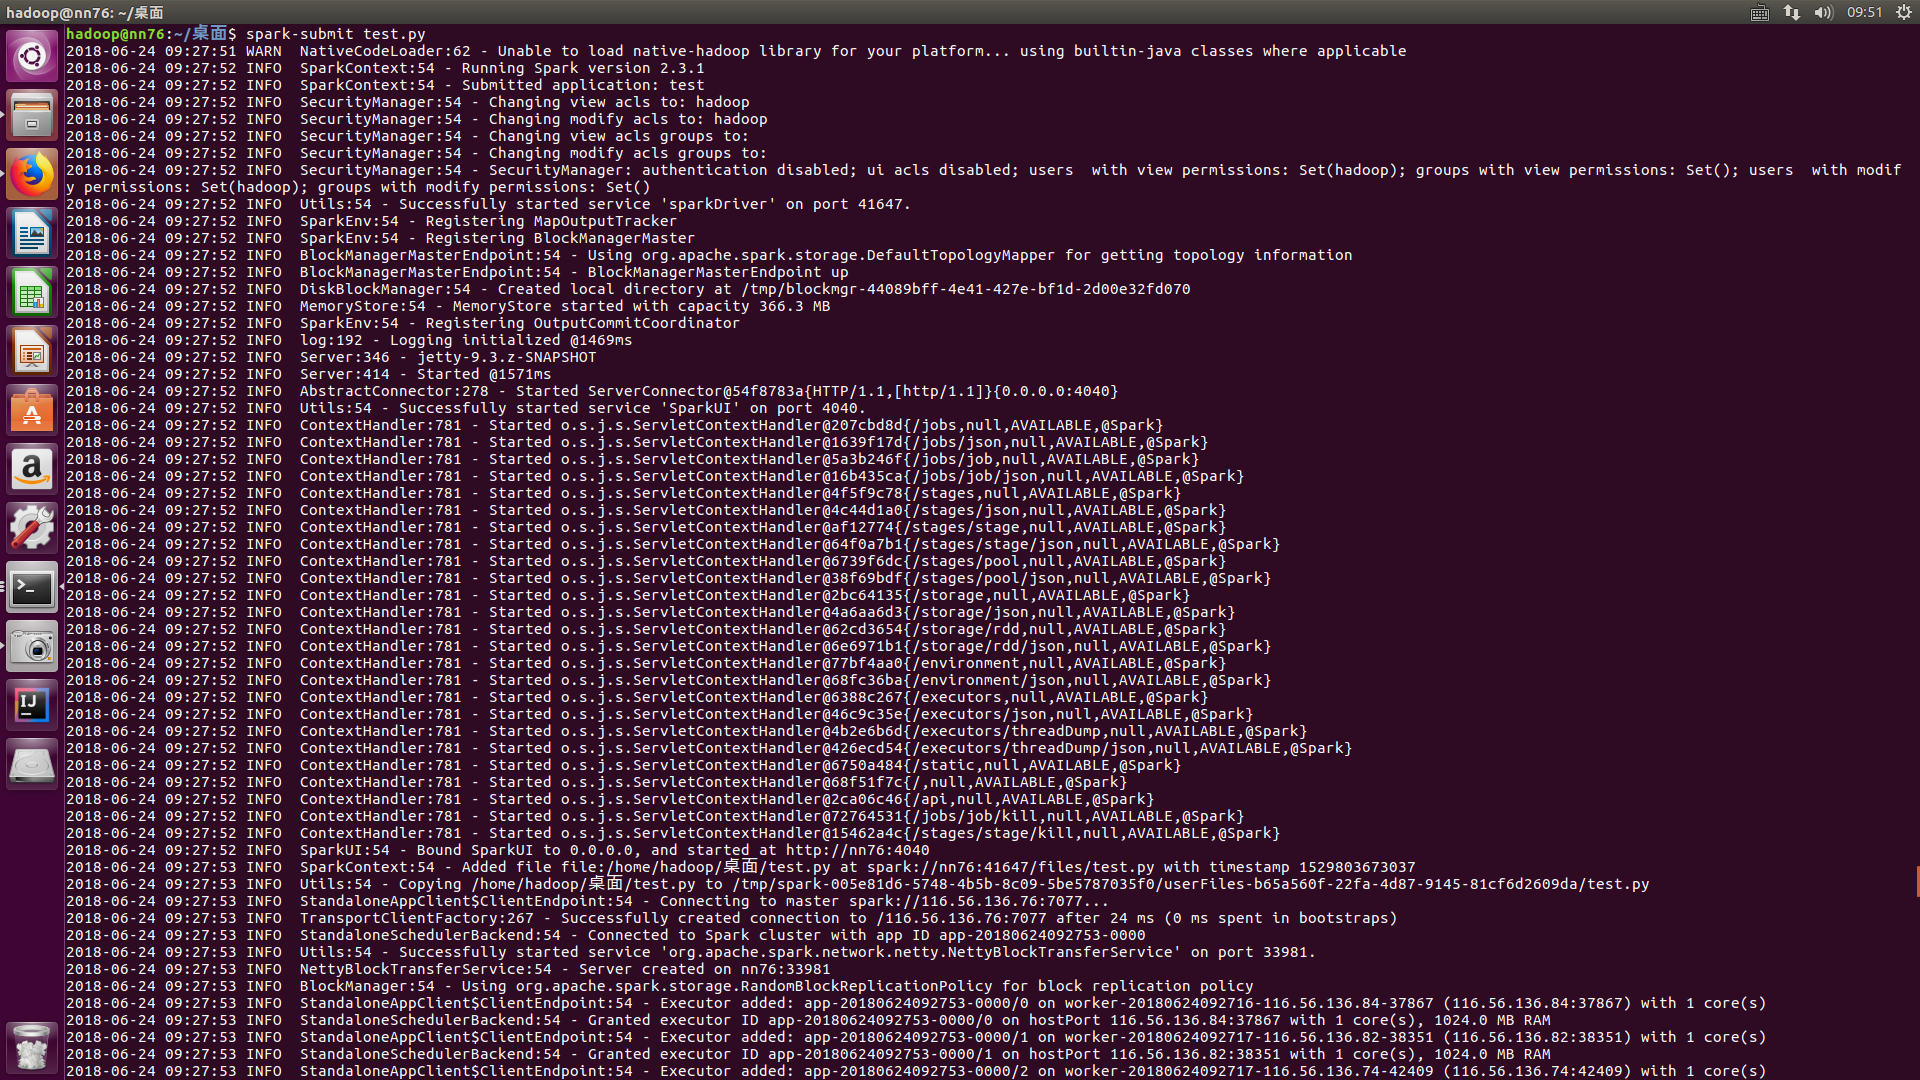 hadoop@nn76: ~/桌面
09:51
hadoop@nn76:~/桌面$ spark-submit test.py
2018-06-24 09:27:51 WARN  NativeCodeLoader:62 - Unable to load native-hadoop library for your platform... using builtin-java classes where applicable
2018-06-24 09:27:52 INFO  SparkContext:54 - Running Spark version 2.3.1
2018-06-24 09:27:52 INFO  SparkContext:54 - Submitted application: test
2018-06-24 09:27:52 INFO  SecurityManager:54 - Changing view acls to: hadoop
2018-06-24 09:27:52 INFO  SecurityManager:54 - Changing modify acls to: hadoop
2018-06-24 09:27:52 INFO  SecurityManager:54 - Changing view acls groups to:
2018-06-24 09:27:52 INFO  SecurityManager:54 - Changing modify acls groups to:
2018-06-24 09:27:52 INFO  SecurityManager:54 - SecurityManager: authentication disabled; ui acls disabled; users  with view permissions: Set(hadoop); groups with view permissions: Set(); users  with modif
y permissions: Set(hadoop); groups with modify permissions: Set()
2018-06-24 09:27:52 INFO  Utils:54 - Successfully started service 'sparkDriver' on port 41647.
2018-06-24 09:27:52 INFO  SparkEnv:54 - Registering MapOutputTracker
2018-06-24 09:27:52 INFO  SparkEnv:54 - Registering BlockManagerMaster
2018-06-24 09:27:52 INFO  BlockManagerMasterEndpoint:54 - Using org.apache.spark.storage.DefaultTopologyMapper for getting topology information
2018-06-24 09:27:52 INFO  BlockManagerMasterEndpoint:54 - BlockManagerMasterEndpoint up
2018-06-24 09:27:52 INFO  DiskBlockManager:54 - Created local directory at /tmp/blockmgr-44089bff-4e41-427e-bf1d-2d00e32fd070
2018-06-24 09:27:52 INFO  MemoryStore:54 - MemoryStore started with capacity 366.3 MB
2018-06-24 09:27:52 INFO  SparkEnv:54 - Registering OutputCommitCoordinator
2018-06-24 09:27:52 INFO  log:192 - Logging initialized @1469ms
2018-06-24 09:27:52 INFO  Server:346 - jetty-9.3.z-SNAPSHOT
2018-06-24 09:27:52 INFO  Server:414 - Started @1571ms
2018-06-24 09:27:52 INFO  AbstractConnector:278 - Started ServerConnector@54f8783a{HTTP/1.1,[http/1.1]}{0.0.0.0:4040}
2018-06-24 09:27:52 INFO  Utils:54 - Successfully started service 'SparkUI' on port 4040.
2018-06-24 09:27:52 INFO  ContextHandler:781 - Started o.s.j.s.ServletContextHandler@207cbd8d{/jobs,null,AVAILABLE,@Spark}
2018-06-24 09:27:52 INFO  ContextHandler:781 - Started o.s.j.s.ServletContextHandler@1639f17d{/jobs/json,null,AVAILABLE,@Spark}
2018-06-24 09:27:52 INFO  ContextHandler:781 - Started o.s.j.s.ServletContextHandler@5a3b246f{/jobs/job,null,AVAILABLE,@Spark}
2018-06-24 09:27:52 INFO  ContextHandler:781 - Started o.s.j.s.ServletContextHandler@16b435ca{/jobs/job/json,null,AVAILABLE,@Spark}
2018-06-24 09:27:52 INFO  ContextHandler:781 - Started o.s.j.s.ServletContextHandler@4f5f9c78{/stages,null,AVAILABLE,@Spark}
2018-06-24 09:27:52 INFO  ContextHandler:781 - Started o.s.j.s.ServletContextHandler@4c44d1a0{/stages/json,null,AVAILABLE,@Spark}
2018-06-24 09:27:52 INFO  ContextHandler:781 - Started o.s.j.s.ServletContextHandler@af12774{/stages/stage,null,AVAILABLE,@Spark}
2018-06-24 09:27:52 INFO  ContextHandler:781 - Started o.s.j.s.ServletContextHandler@64f0a7b1{/stages/stage/json,null,AVAILABLE,@Spark}
2018-06-24 09:27:52 INFO  ContextHandler:781 - Started o.s.j.s.ServletContextHandler@6739f6dc{/stages/pool,null,AVAILABLE,@Spark}
2018-06-24 09:27:52 INFO  ContextHandler:781 - Started o.s.j.s.ServletContextHandler@38f69bdf{/stages/pool/json,null,AVAILABLE,@Spark}
2018-06-24 09:27:52 INFO  ContextHandler:781 - Started o.s.j.s.ServletContextHandler@2bc64135{/storage,null,AVAILABLE,@Spark}
2018-06-24 09:27:52 INFO  ContextHandler:781 - Started o.s.j.s.ServletContextHandler@4a6aa6d3{/storage/json,null,AVAILABLE,@Spark}
2018-06-24 09:27:52 INFO  ContextHandler:781 - Started o.s.j.s.ServletContextHandler@62cd3654{/storage/rdd,null,AVAILABLE,@Spark}
2018-06-24 09:27:52 INFO  ContextHandler:781 - Started o.s.j.s.ServletContextHandler@6e6971b1{/storage/rdd/json,null,AVAILABLE,@Spark}
2018-06-24 09:27:52 INFO  ContextHandler:781 - Started o.s.j.s.ServletContextHandler@77bf4aa0{/environment,null,AVAILABLE,@Spark}
2018-06-24 09:27:52 INFO  ContextHandler:781 - Started o.s.j.s.ServletContextHandler@68fc36ba{/environment/json,null,AVAILABLE,@Spark}
2018-06-24 09:27:52 INFO  ContextHandler:781 - Started o.s.j.s.ServletContextHandler@6388c267{/executors,null,AVAILABLE,@Spark}
2018-06-24 09:27:52 INFO  ContextHandler:781 - Started o.s.j.s.ServletContextHandler@46c9c35e{/executors/json,null,AVAILABLE,@Spark}
2018-06-24 09:27:52 INFO  ContextHandler:781 - Started o.s.j.s.ServletContextHandler@4b2e6b6d{/executors/threadDump,null,AVAILABLE,@Spark}
2018-06-24 09:27:52 INFO  ContextHandler:781 - Started o.s.j.s.ServletContextHandler@426ecd54{/executors/threadDump/json,null,AVAILABLE,@Spark}
2018-06-24 09:27:52 INFO  ContextHandler:781 - Started o.s.j.s.ServletContextHandler@6750a484{/static,null,AVAILABLE,@Spark}
2018-06-24 09:27:52 INFO  ContextHandler:781 - Started o.s.j.s.ServletContextHandler@68f51f7c{/,null,AVAILABLE,@Spark}
2018-06-24 09:27:52 INFO  ContextHandler:781 - Started o.s.j.s.ServletContextHandler@2ca06c46{/api,null,AVAILABLE,@Spark}
2018-06-24 09:27:52 INFO  ContextHandler:781 - Started o.s.j.s.ServletContextHandler@72764531{/jobs/job/kill,null,AVAILABLE,@Spark}
2018-06-24 09:27:52 INFO  ContextHandler:781 - Started o.s.j.s.ServletContextHandler@15462a4c{/stages/stage/kill,null,AVAILABLE,@Spark}
2018-06-24 09:27:52 INFO  SparkUI:54 - Bound SparkUI to 0.0.0.0, and started at http://nn76:4040
2018-06-24 09:27:53 INFO  SparkContext:54 - Added file file:/home/hadoop/桌面/test.py at spark://nn76:41647/files/test.py with timestamp 1529803673037
2018-06-24 09:27:53 INFO  Utils:54 - Copying /home/hadoop/桌面/test.py to /tmp/spark-005e81d6-5748-4b5b-8c09-5be5787035f0/userFiles-b65a560f-22fa-4d87-9145-81cf6d2609da/test.py
2018-06-24 09:27:53 INFO  StandaloneAppClient$ClientEndpoint:54 - Connecting to master spark://116.56.136.76:7077...
2018-06-24 09:27:53 INFO  TransportClientFactory:267 - Successfully created connection to /116.56.136.76:7077 after 24 ms (0 ms spent in bootstraps)
2018-06-24 09:27:53 INFO  StandaloneSchedulerBackend:54 - Connected to Spark cluster with app ID app-20180624092753-0000
2018-06-24 09:27:53 INFO  Utils:54 - Successfully started service 'org.apache.spark.network.netty.NettyBlockTransferService' on port 33981.
2018-06-24 09:27:53 INFO  NettyBlockTransferService:54 - Server created on nn76:33981
2018-06-24 09:27:53 INFO  BlockManager:54 - Using org.apache.spark.storage.RandomBlockReplicationPolicy for block replication policy
2018-06-24 09:27:53 INFO  StandaloneAppClient$ClientEndpoint:54 - Executor added: app-20180624092753-0000/0 on worker-20180624092716-116.56.136.84-37867 (116.56.136.84:37867) with 1 core(s)
2018-06-24 09:27:53 INFO  StandaloneSchedulerBackend:54 - Granted executor ID app-20180624092753-0000/0 on hostPort 116.56.136.84:37867 with 1 core(s), 1024.0 MB RAM
2018-06-24 09:27:53 INFO  StandaloneAppClient$ClientEndpoint:54 - Executor added: app-20180624092753-0000/1 on worker-20180624092717-116.56.136.82-38351 (116.56.136.82:38351) with 1 core(s)
2018-06-24 09:27:53 INFO  StandaloneSchedulerBackend:54 - Granted executor ID app-20180624092753-0000/1 on hostPort 116.56.136.82:38351 with 1 core(s), 1024.0 MB RAM
2018-06-24 09:27:53 INFO  StandaloneAppClient$ClientEndpoint:54 - Executor added: app-20180624092753-0000/2 on worker-20180624092717-116.56.136.74-42409 (116.56.136.74:42409) with 1 core(s)